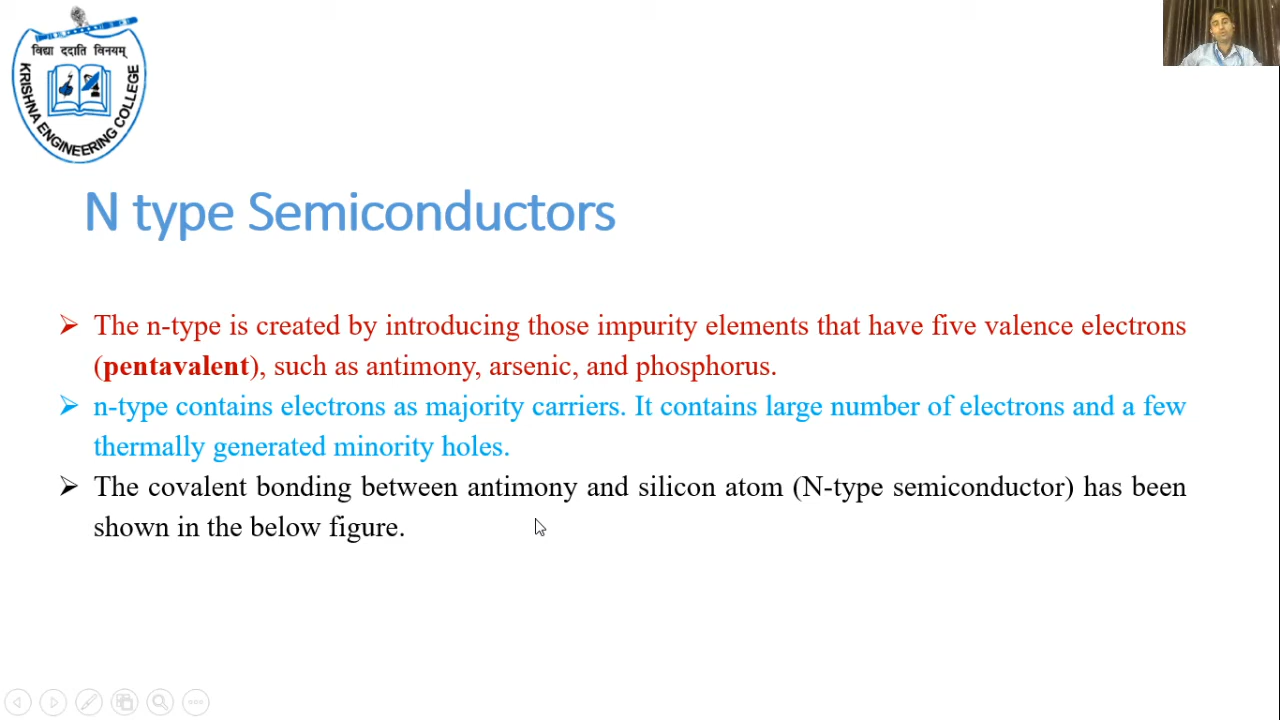 विद्या ददाति विनयम्
KRISHNA ENGINEERING COLLEGE
N type Semiconductors
The n-type is created by introducing those impurity elements that have five valence electrons
(pentavalent), such as antimony, arsenic, and phosphorus.
n-type contains electrons as majority carriers. It contains large number of electrons and a few
thermally generated minority holes.
The covalent bonding between antimony and silicon atom (N-type semiconductor) has been
shown in the below figure.